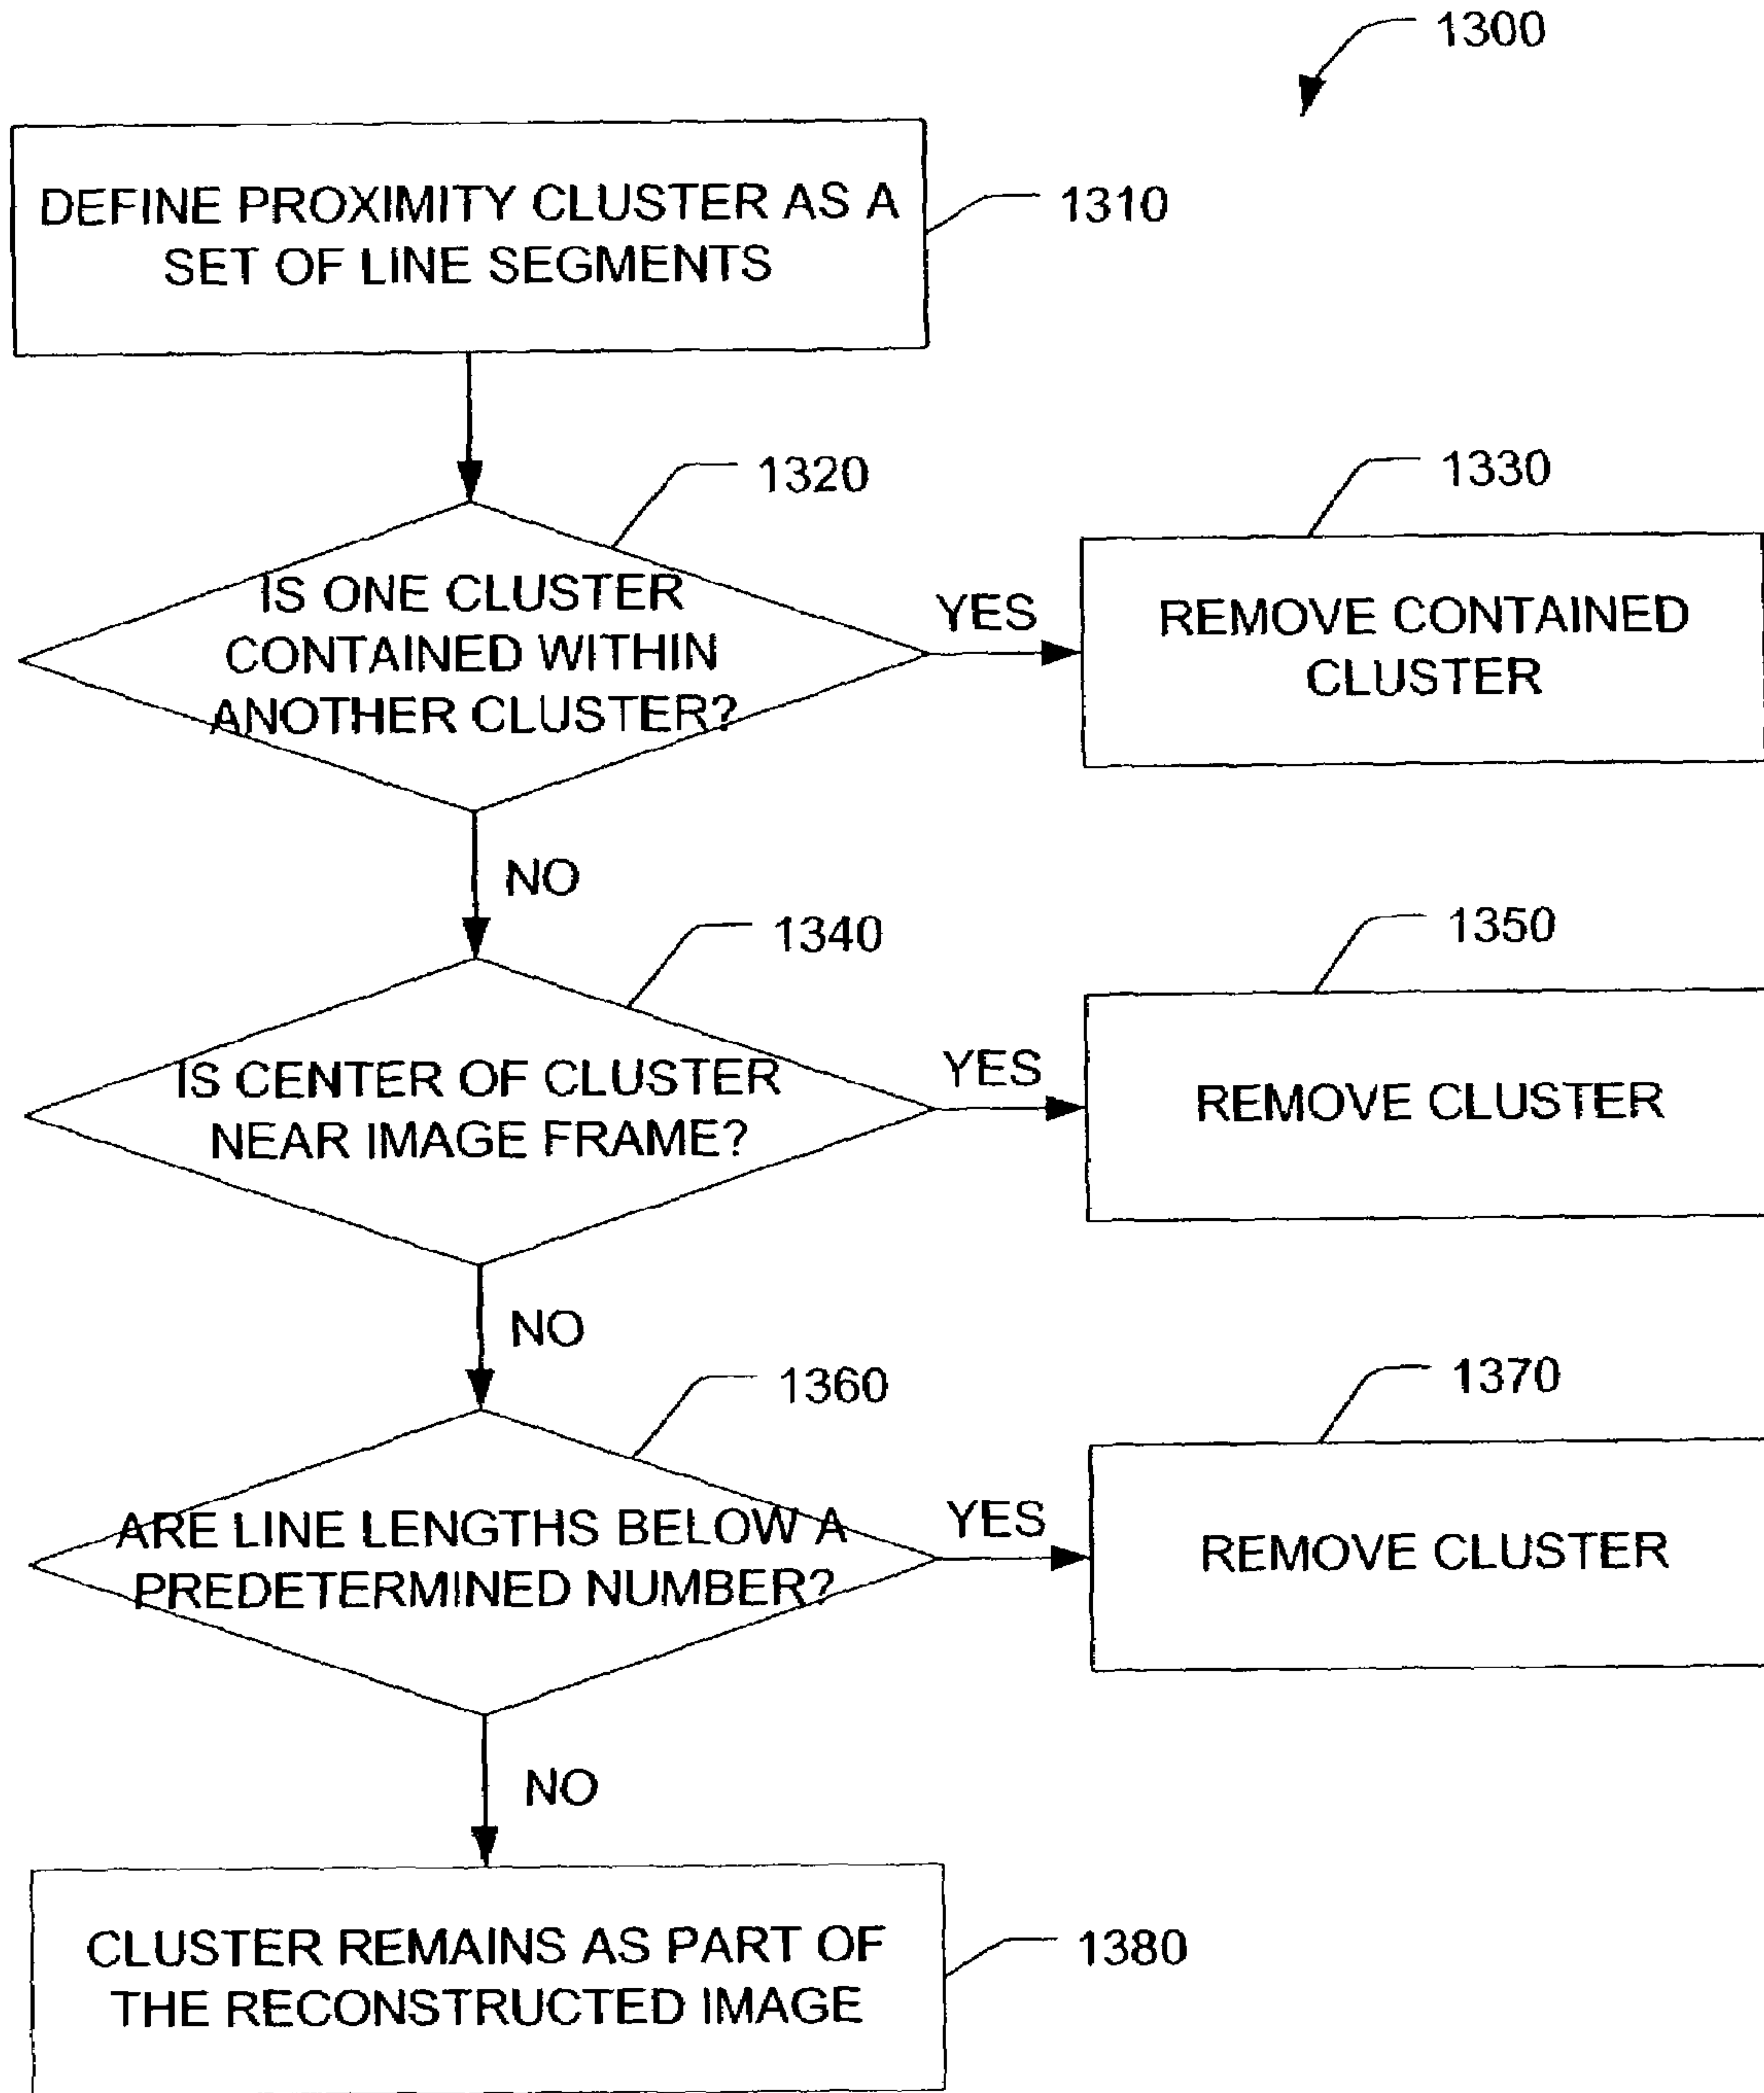 1300
DEFINE PROXIMITY CLUSTER AS A
SET OF LINE SEGMENTS
1310
1320
IS ONE CLUSTER
CONTAINED WITHIN
ANOTHER CLUSTER?
YES
1330
REMOVE CONTAINED
CLUSTER
NO
1340
IS CENTER OF CLUSTER
NEAR IMAGE FRAME?
YES
1350
REMOVE CLUSTER
NO
1360
ARE LINE LENGTHS BELOW A
PREDETERMINED NUMBER?
YES
1370
REMOVE CLUSTER
NO
CLUSTER REMAINS AS PART OF
THE RECONSTRUCTED IMAGE
1380